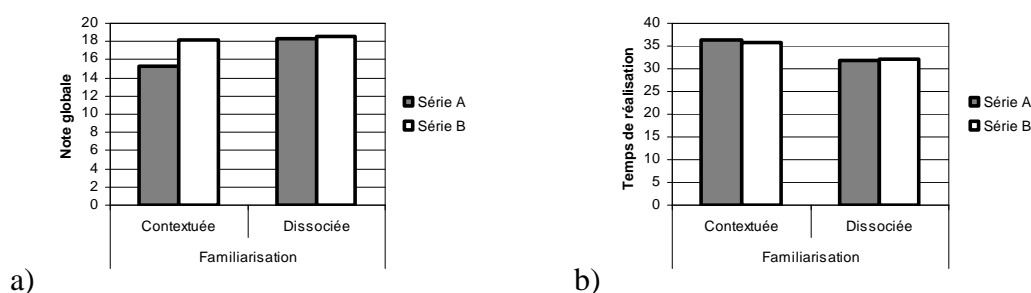 20
18
16
14
12
10
8
6
4
2
0
Note globale
Contextuée
Dissociée
Familiarisation
Série A
Série B
a)
40
35
30
25
20
15
10
5
0
Temps de réalisation
Contextuée
Dissociée
Familiarisation
Série A
Série B
b)